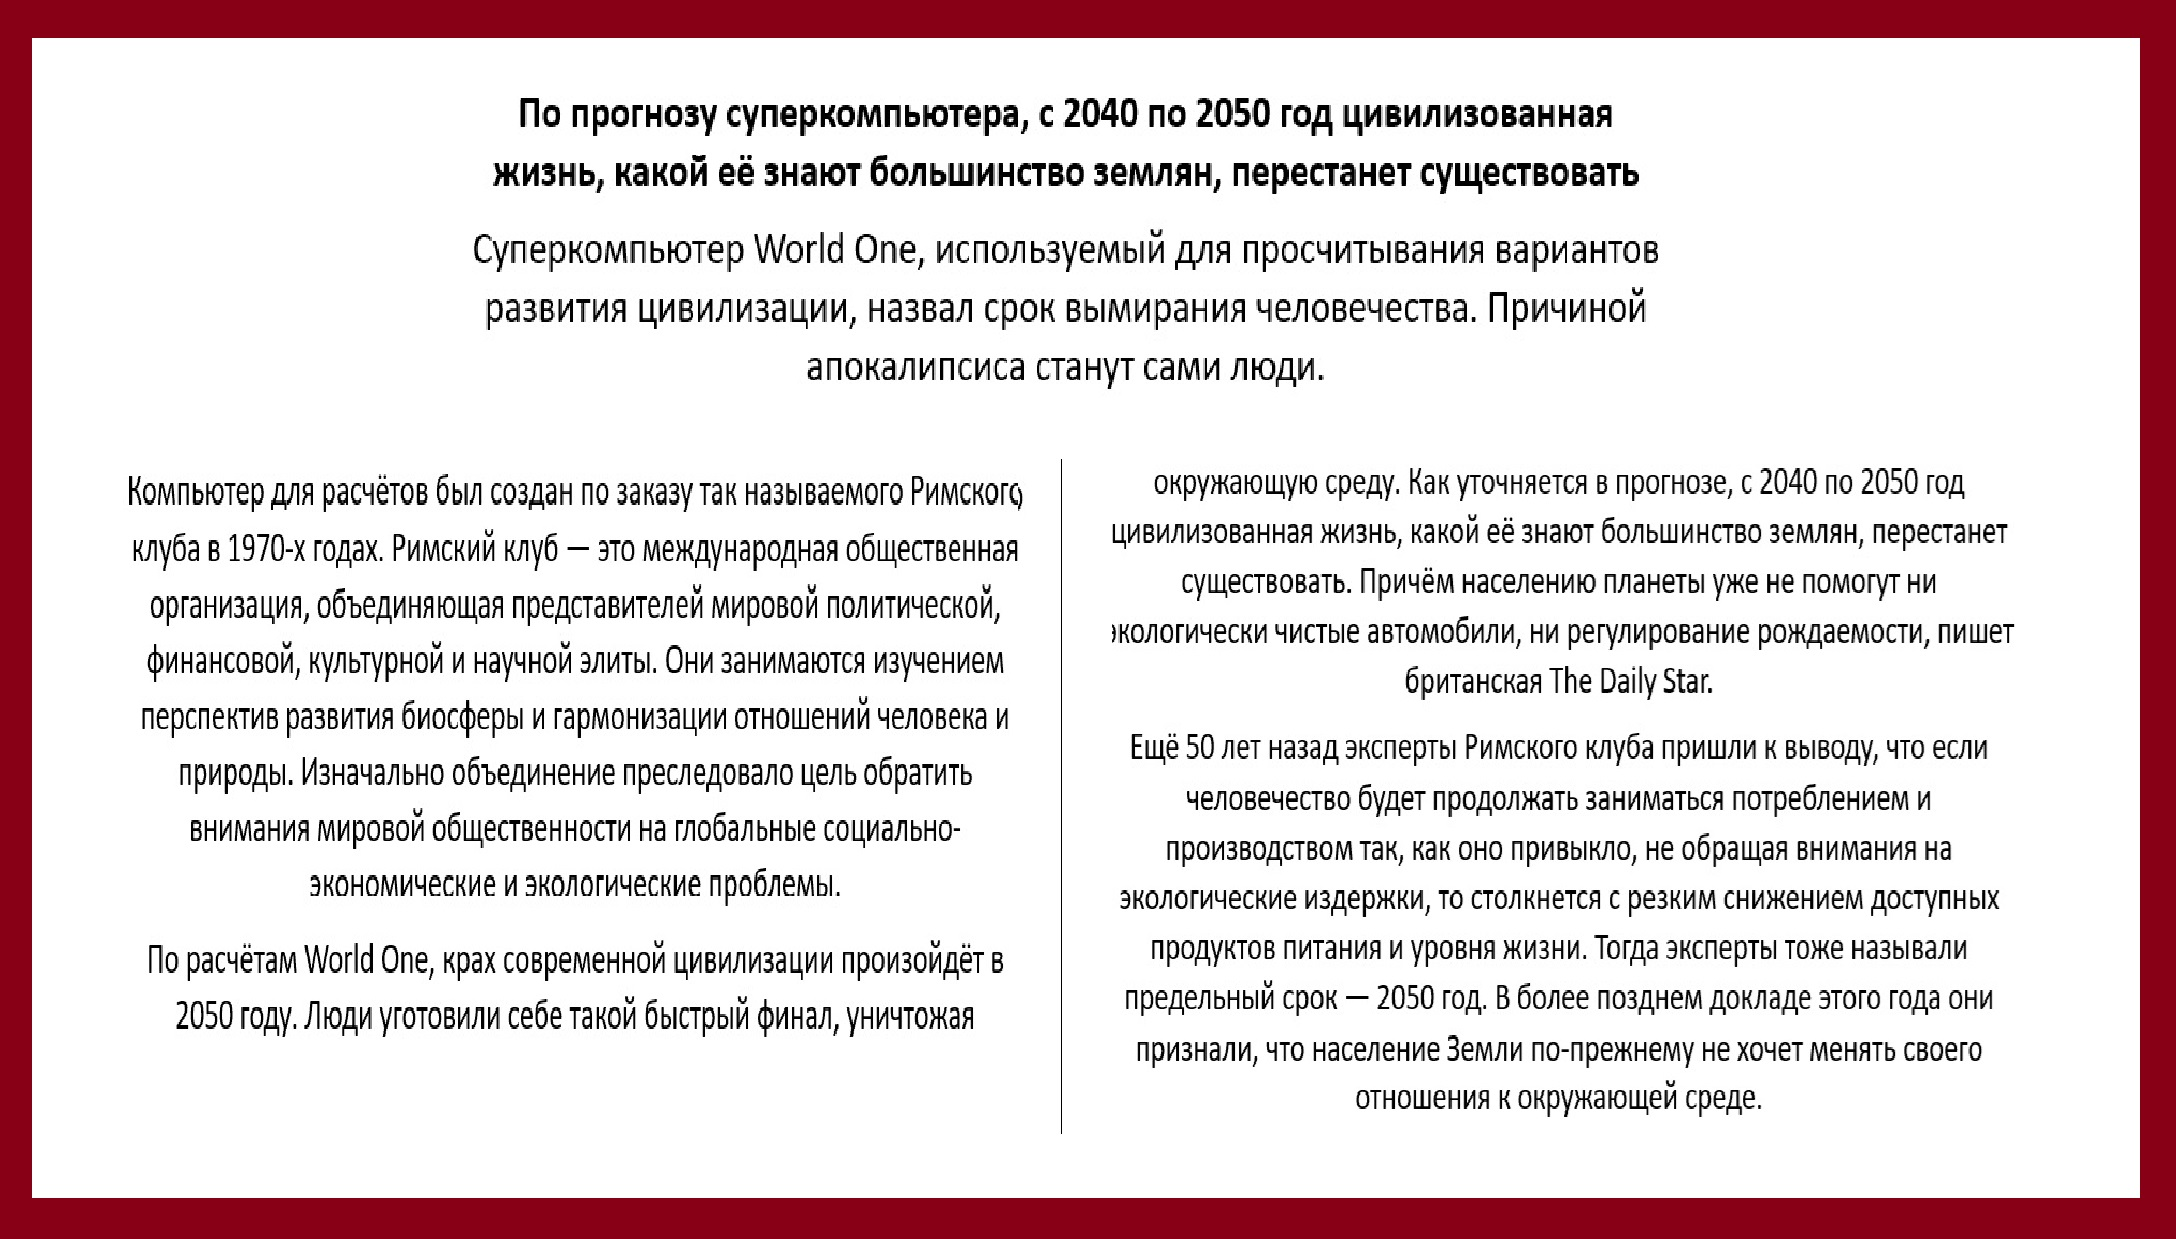 По прогнозу суперкомпьютера, с 2040 по 2050 год цивилизованная
жизнь, какой её знают большинство землян, перестанет существовать
Суперкомпьютер World One, используемый для просчитывания вариантов
развития цивилизации, назвал срок вымирания человечества. Причиной
апокалипсиса станут сами люди.
Компьютер для расчётов был создан по заказу так называемого Римского
клуба в 1970-х годах. Римский клуб — это международная общественная
организация, объединяющая представителей мировой политической,
финансовой, культурной и научной элиты. Они занимаются изучением
перспектив развития биосферы и гармонизации отношений человека и
природы. Изначально объединение преследовало цель обратить
внимания мировой общественности на глобальные социально-
экономические и экологические проблемы.
По расчётам World One, крах современной цивилизации произойдёт в
2050 году. Люди уготовили себе такой быстрый финал, уничтожая
окружающую среду. Как уточняется в прогнозе, с 2040 по 2050 год
цивилизованная жизнь, какой её знают большинство землян, перестанет
существовать. Причём населению планеты уже не помогут ни
экологически чистые автомобили, ни регулирование рождаемости, пишет
британская The Daily Star.
Ещё 50 лет назад эксперты Римского клуба пришли к выводу, что если
человечество будет продолжать заниматься потреблением и
производством так, как оно привыкло, не обращая внимания на
экологические издержки, то столкнется с резким снижением доступных
продуктов питания и уровня жизни. Тогда эксперты тоже называли
предельный срок — 2050 год. В более позднем докладе этого года они
признали, что население Земли по-прежнему не хочет менять своего
отношения к окружающей среде.